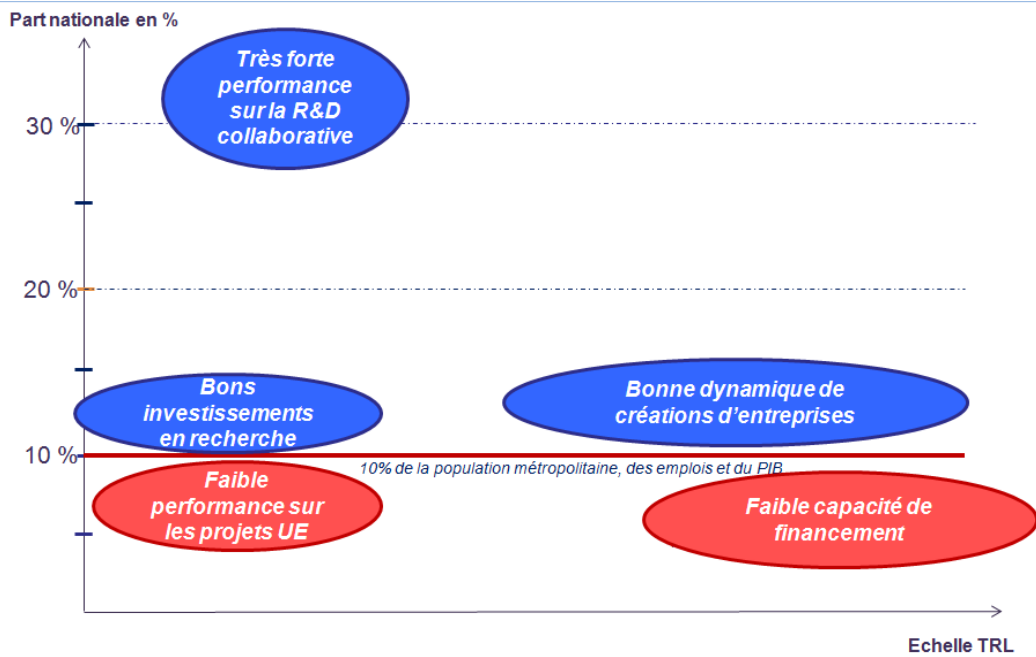 Part nationale en %
Très forte
performance
sur la R&D
collaborative
30 %
20 %
Bons
investissements
en recherche
Bonne dynamique de
créations d'entreprises
10 %
10% de la population métropolitaine, des emplois et du PIB
Faible
performance sur
les projets UE
Faible capacité de
financement
Echelle TRL